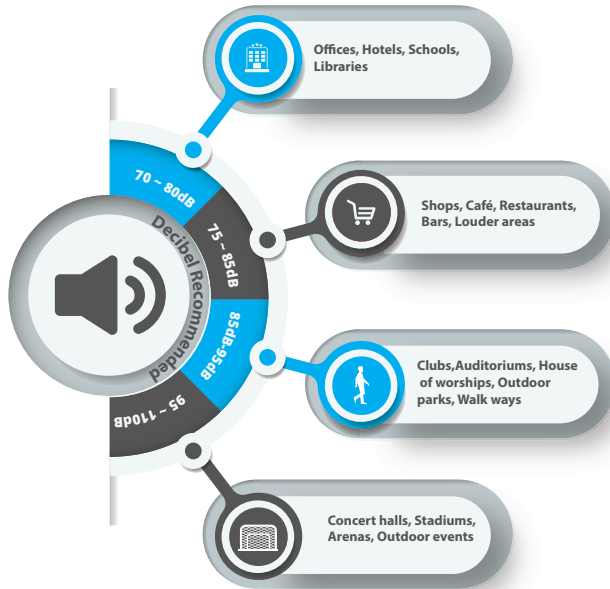 Offices, Hotels, Schools,
Libraries
70 ~ 80dB
Shops, Café, Restaurants,
Bars, Louder areas
75 ~ 85dB
Decibel Recommended
85dB-95dB
Clubs,Auditoriums, House
of worships, Outdoor
parks, Walk ways
95 ~ 110dB
Concert halls, Stadiums,
Arenas, Outdoor events